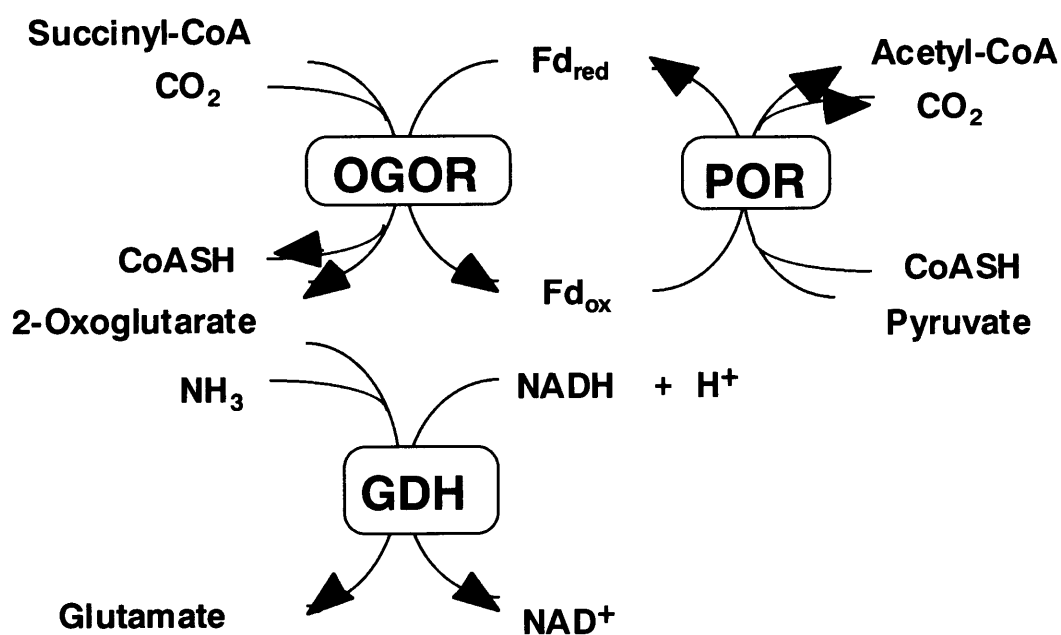 Succinyl-CoA
CO2
Fdred
Acetyl-CoA
CO2
OGOR
POR
CoASH
2-Oxoglutarate
Fdox
CoASH
Pyruvate
NH3
NADH + H+
GDH
Glutamate
NAD+